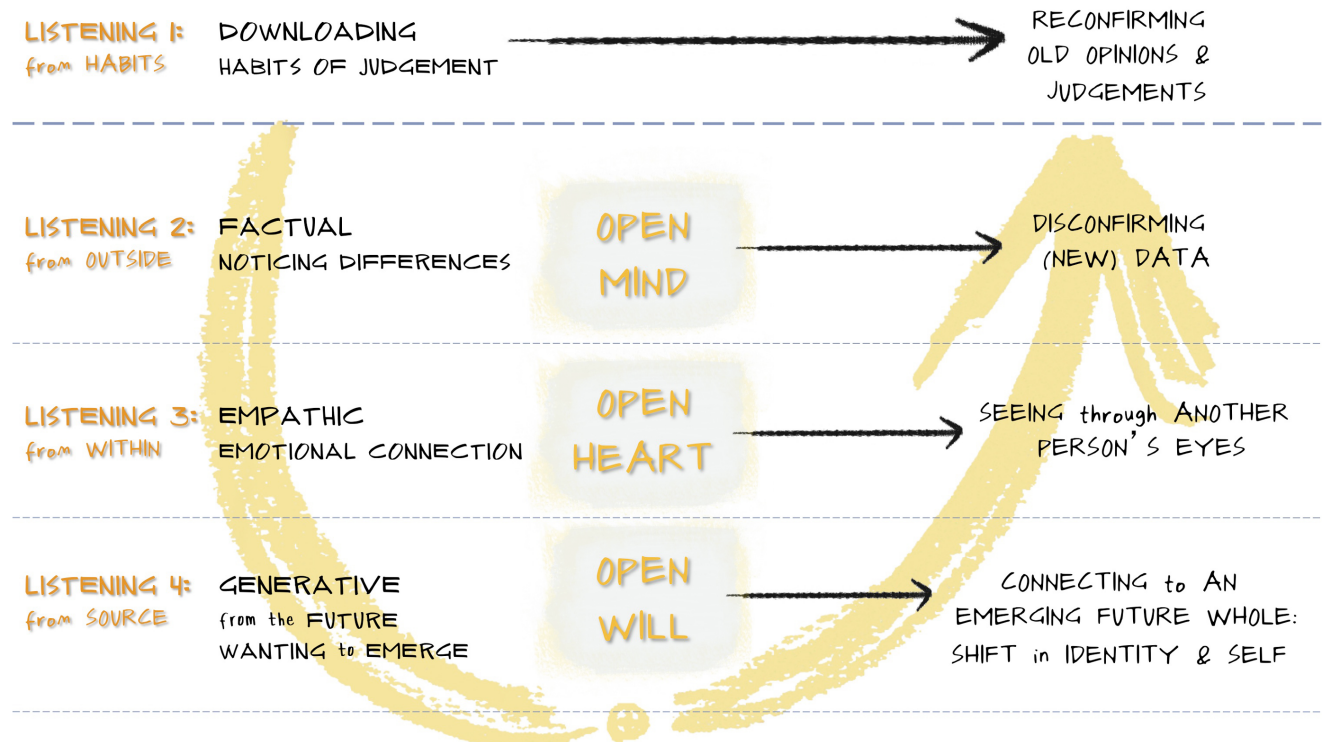 LISTENING 1:
from HABITS
DOWNLOADING
HABITS OF JUDGEMENT
RECONFIRMING
OLD OPINIONS &
JUDGEMENTS
LISTENING 2:
from OUTSIDE
FACTUAL
NOTICING DIFFERENCES
OPEN
MIND
DISCONFIRMING
(NEW) DATA
LISTENING 3:
from WITHIN
EMPATHIC
EMOTIONAL CONNECTION
OPEN
HEART
SEEING through ANOTHER
PERSON'S EYES
LISTENING 4:
from SOURCE
GENERATIVE
from the FUTURE
WANTING to EMERGE
OPEN
WILL
CONNECTING to AN
EMERGING FUTURE WHOLE:
SHIFT in IDENTITY & SELF